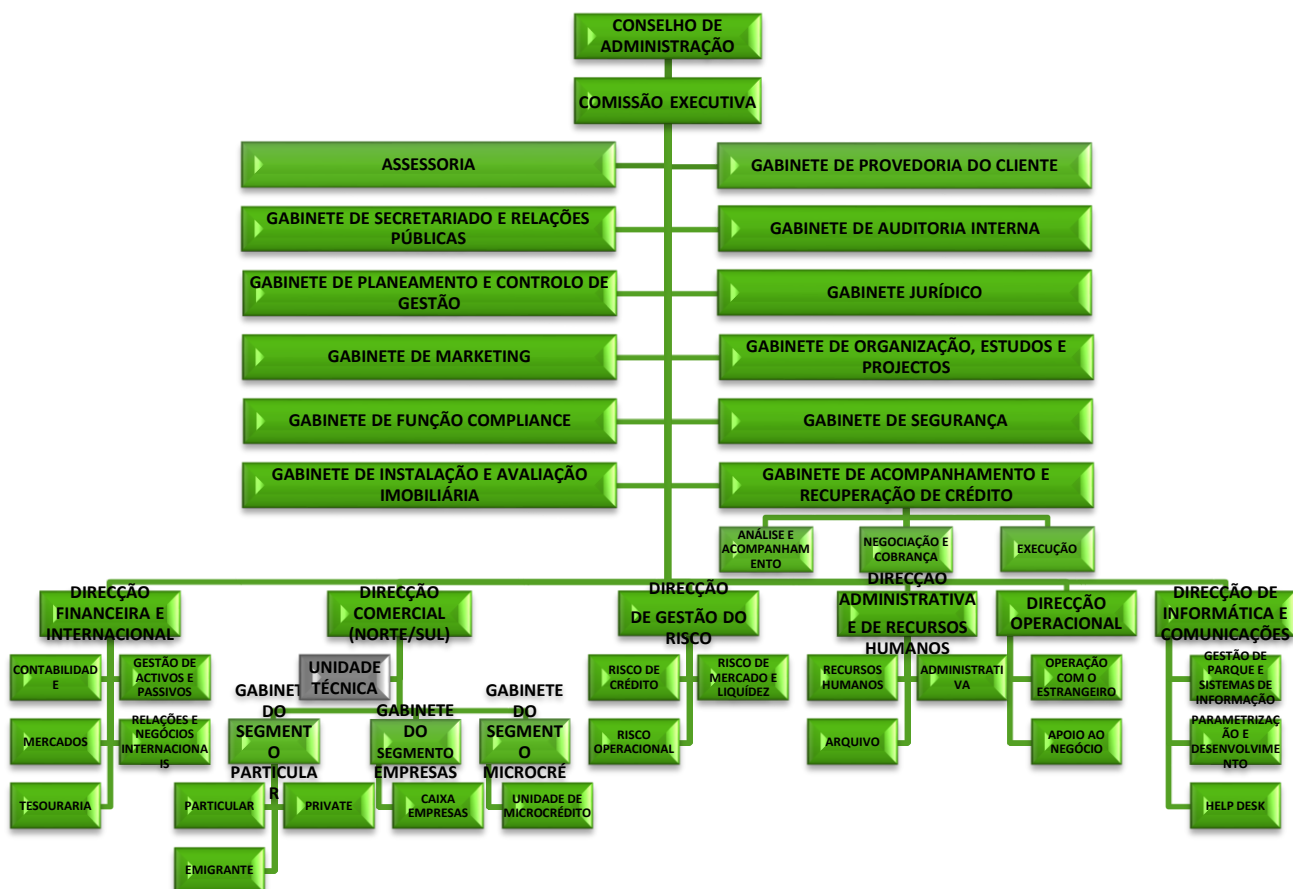 CONSELHO DE
ADMINISTRAÇÃO
COMISSÃO EXECUTIVA
ASSESSORIA
GABINETE DE PROVEDORIA DO CLIENTE
GABINETE DE SECRETARIADO E RELAÇÕES
PÚBLICAS
GABINETE DE AUDITORIA INTERNA
GABINETE DE PLANEAMENTO E CONTROLO DE
GESTÃO
GABINETE JURÍDICO
GABINETE DE MARKETING
GABINETE DE ORGANIZAÇÃO, ESTUDOS E
PROJECTOS
GABINETE DE FUNÇÃO COMPLIANCE
GABINETE DE SEGURANÇA
GABINETE DE INSTALAÇÃO E AVALIAÇÃO
IMOBILIÁRIA
GABINETE DE ACOMPANHAMENTO E
RECUPERAÇÃO DE CRÉDITO
ANÁLISE E
ACOMPANHAM
ENTO
NEGOCIAÇÃO E
COBRANÇA
EXECUÇÃO
DIRECÇÃO
FINANCEIRA E
INTERNACIONAL
DIRECÇÃO
COMERCIAL
(NORTE/SUL)
DIRECÇÃO
DE GESTÃO DO
RISCO
DIRECÇAO
ADMINISTRATIVA
E DE RECURSOS
HUMANOS
DIRECÇÃO
OPERACIONAL
DIRECÇÃO DE
INFORMÁTICA E
COMUNICAÇÕES
CONTABILIDAD
E
GESTÃO DE
ACTIVOS E
PASSIVOS
MERCADOS
RELAÇÕES E
NEGÓCIOS
INTERNACIONA
IS
TESOURARIA
UNIDADE
TÉCNICA
GABINETE
DO
SEGMENT
O
PARTICULA
R
GABINETE
DO
SEGMENTO
EMPRESAS
GABINETE
DO
SEGMENT
O
MICROCRÉ
PARTICULAR
PRIVATE
EMIGRANTE
CAIXA
EMPRESAS
UNIDADE DE
MICROCRÉDITO
RISCO DE
CRÉDITO
RISCO DE
MERCADO E
LIQUÍDEZ
RISCO
OPERACIONAL
RECURSOS
HUMANOS
ADMINISTRATI
VA
ARQUIVO
OPERAÇÃO
COM O
ESTRANGEIRO
APOIO AO
NEGÓCIO
GESTÃO DE
PARQUE E
SISTEMAS DE
INFORMAÇÃO
PARAMETRIZAÇ
ÃO E
DESENVOLVIME
NTO
HELP DESK